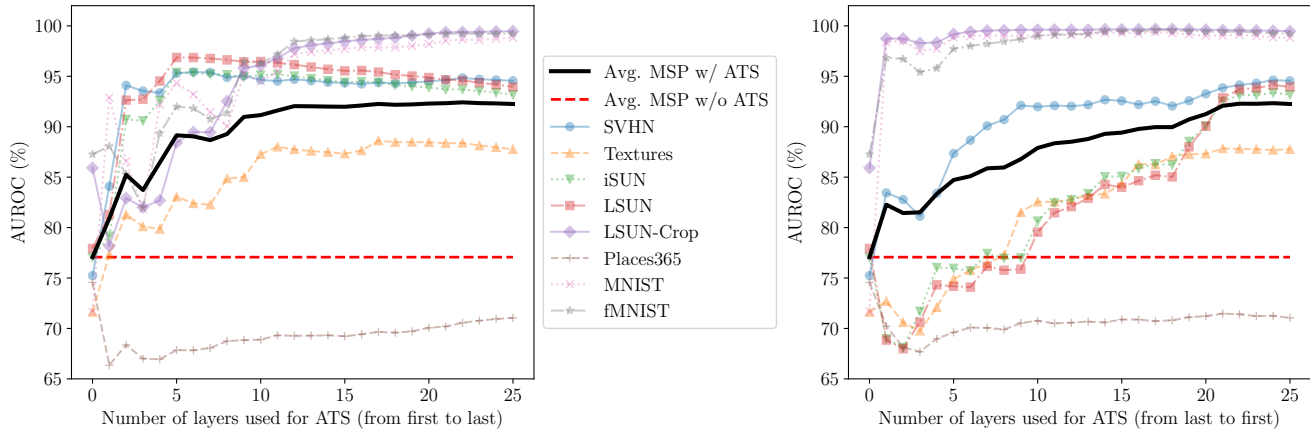 100
95
90
85
80
75
70
65
AUROC (%)
0 5 10 15 20 25
Number of layers used for ATS (from first to last)
Avg. MSP w/ ATS
Avg. MSP w/o ATS
SVHN
Textures
iSUN
LSUN
LSUN-Crop
Places365
MNIST
fMNIST
100
95
90
85
80
75
70
65
AUROC (%)
0 5 10 15 20 25
Number of layers used for ATS (from last to first)